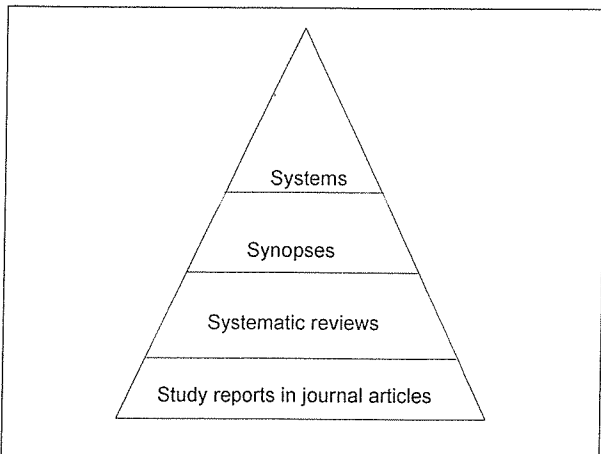 Systems
Synopses
Systematic reviews
Study reports in journal articles